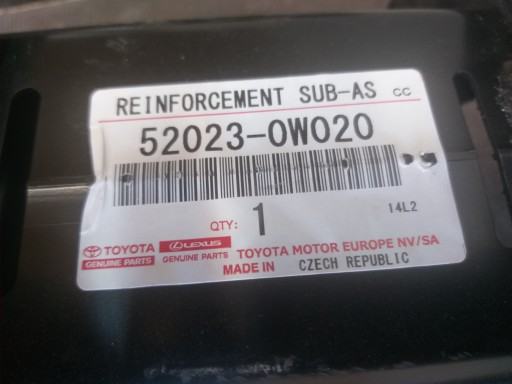 REINFORCEMENT SUB-AS CC
52023-0W020
QTY: 1 14L2
TOYOTA LEXUS TOYOTA MOTOR EUROPE NV/SA
GENUINE PARTS GENUINE PARTS
MADE IN CZECH REPUBLIC